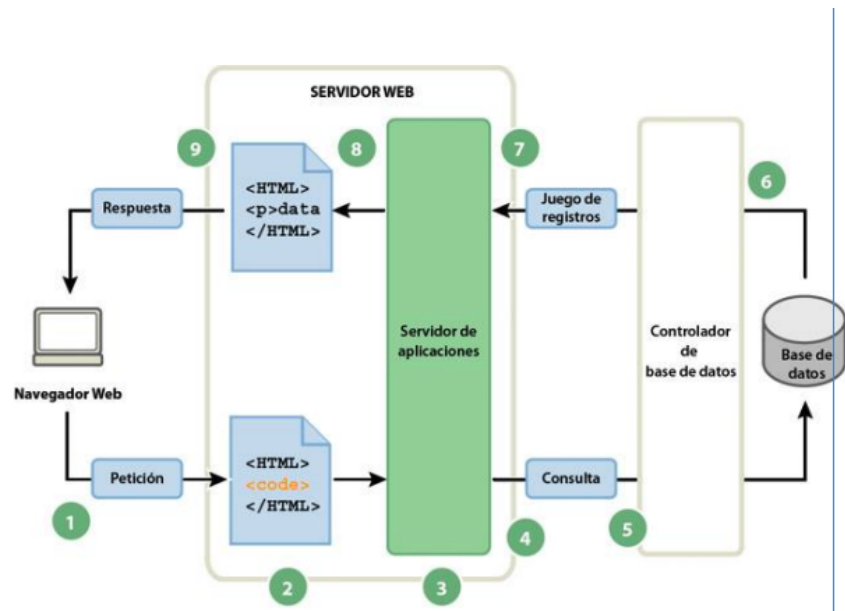 SERVIDOR WEB
9
8
7
<HTML>
<p>data
</HTML>
Respuesta
Juego de
registros
6
Servidor de
aplicaciones
Controlador
de
base de datos
Base de
datos
Navegador Web
<HTML>
<code>
</HTML>
Petición
Consulta
1
2
3
4
5